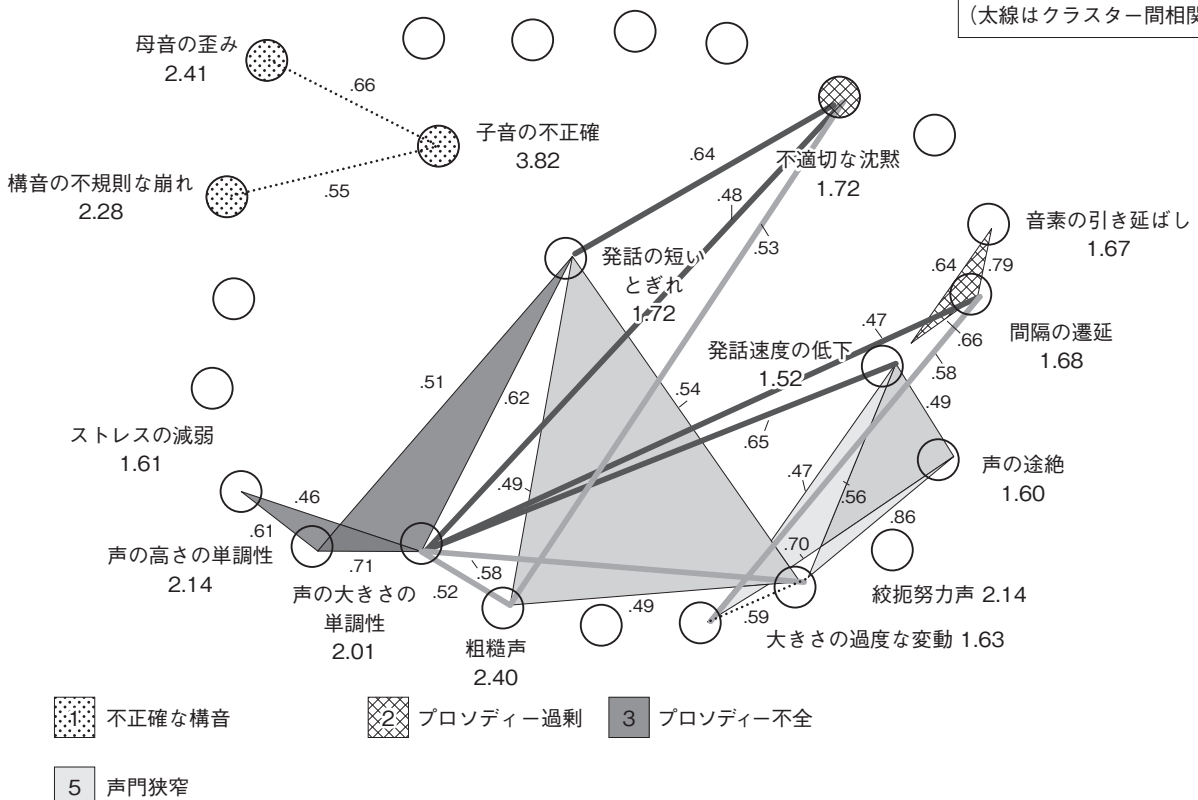 （太線はクラスター間相関
母音の歪み
2.41
.66
子音の不正確
3.82
構音の不規則な崩れ
2.28
.55
.64
不適切な沈黙
1.72
.48
.53
発話の短い
とぎれ
1.72
音素の引き延ばし
1.67
.64
.79
間隔の遷延
1.68
.66
.47
発話速度の低下
1.52
.58
.49
.51
.62
.54
.65
ストレスの減弱
1.61
声の途絶
1.60
.46
.49
.47
.56
.61
.86
声の高さの単調性
2.14
.71
.70
.58
.52
声の大きさの
単調性
2.01
粗糙声
2.40
.49
.59
絞扼努力声 2.14
大きさの過度な変動 1.63
1 不正確な構音
2 プロソディー過剰
3 プロソディー不全
5 声門狭窄